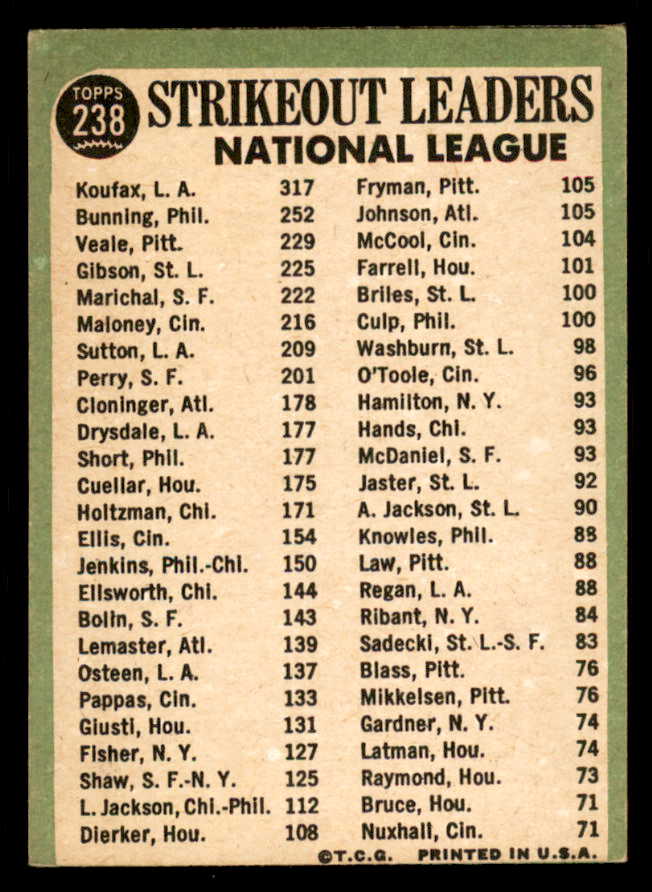 TOPPS
238
STRIKEOUT LEADERS
NATIONAL LEAGUE
Koufax, L. A. 317
Bunning, Phil. 252
Veale, Pitt. 229
Gibson, St. L. 225
Marichal, S. F. 222
Maloney, Cin. 216
Sutton, L. A. 209
Perry, S. F. 201
Cloninger, Atl. 178
Drysdale, L. A. 177
Short, Phil. 177
Cuellar, Hou. 175
Holtzman, Chi. 171
Ellis, Cin. 154
Jenkins, Phil.-Chi. 150
Ellsworth, Chi. 144
Bolin, S. F. 143
Lemaster, Atl. 139
Osteen, L. A. 137
Pappas, Cin. 133
Giusti, Hou. 131
Fisher, N. Y. 127
Shaw, S. F.-N. Y. 125
L. Jackson, Chi.-Phil. 112
Dierker, Hou. 108
Fryman, Pitt. 105
Johnson, Atl. 105
McCool, Cin. 104
Farrell, Hou. 101
Briles, St. L. 100
Culp, Phil. 100
Washburn, St. L. 98
O'Toole, Cin. 96
Hamilton, N. Y. 93
Hands, Chi. 93
McDaniel, S. F. 93
Jaster, St. L. 92
A. Jackson, St. L. 90
Knowles, Phil. 88
Law, Pitt. 88
Regan, L. A. 88
Ribant, N. Y. 84
Sadecki, St. L.-S. F. 83
Blass, Pitt. 76
Mikkelsen, Pitt. 76
Gardner, N. Y. 74
Latman, Hou. 74
Raymond, Hou. 73
Bruce, Hou. 71
Nuxhall, Cin. 71
©T.C.G. PRINTED IN U.S.A.